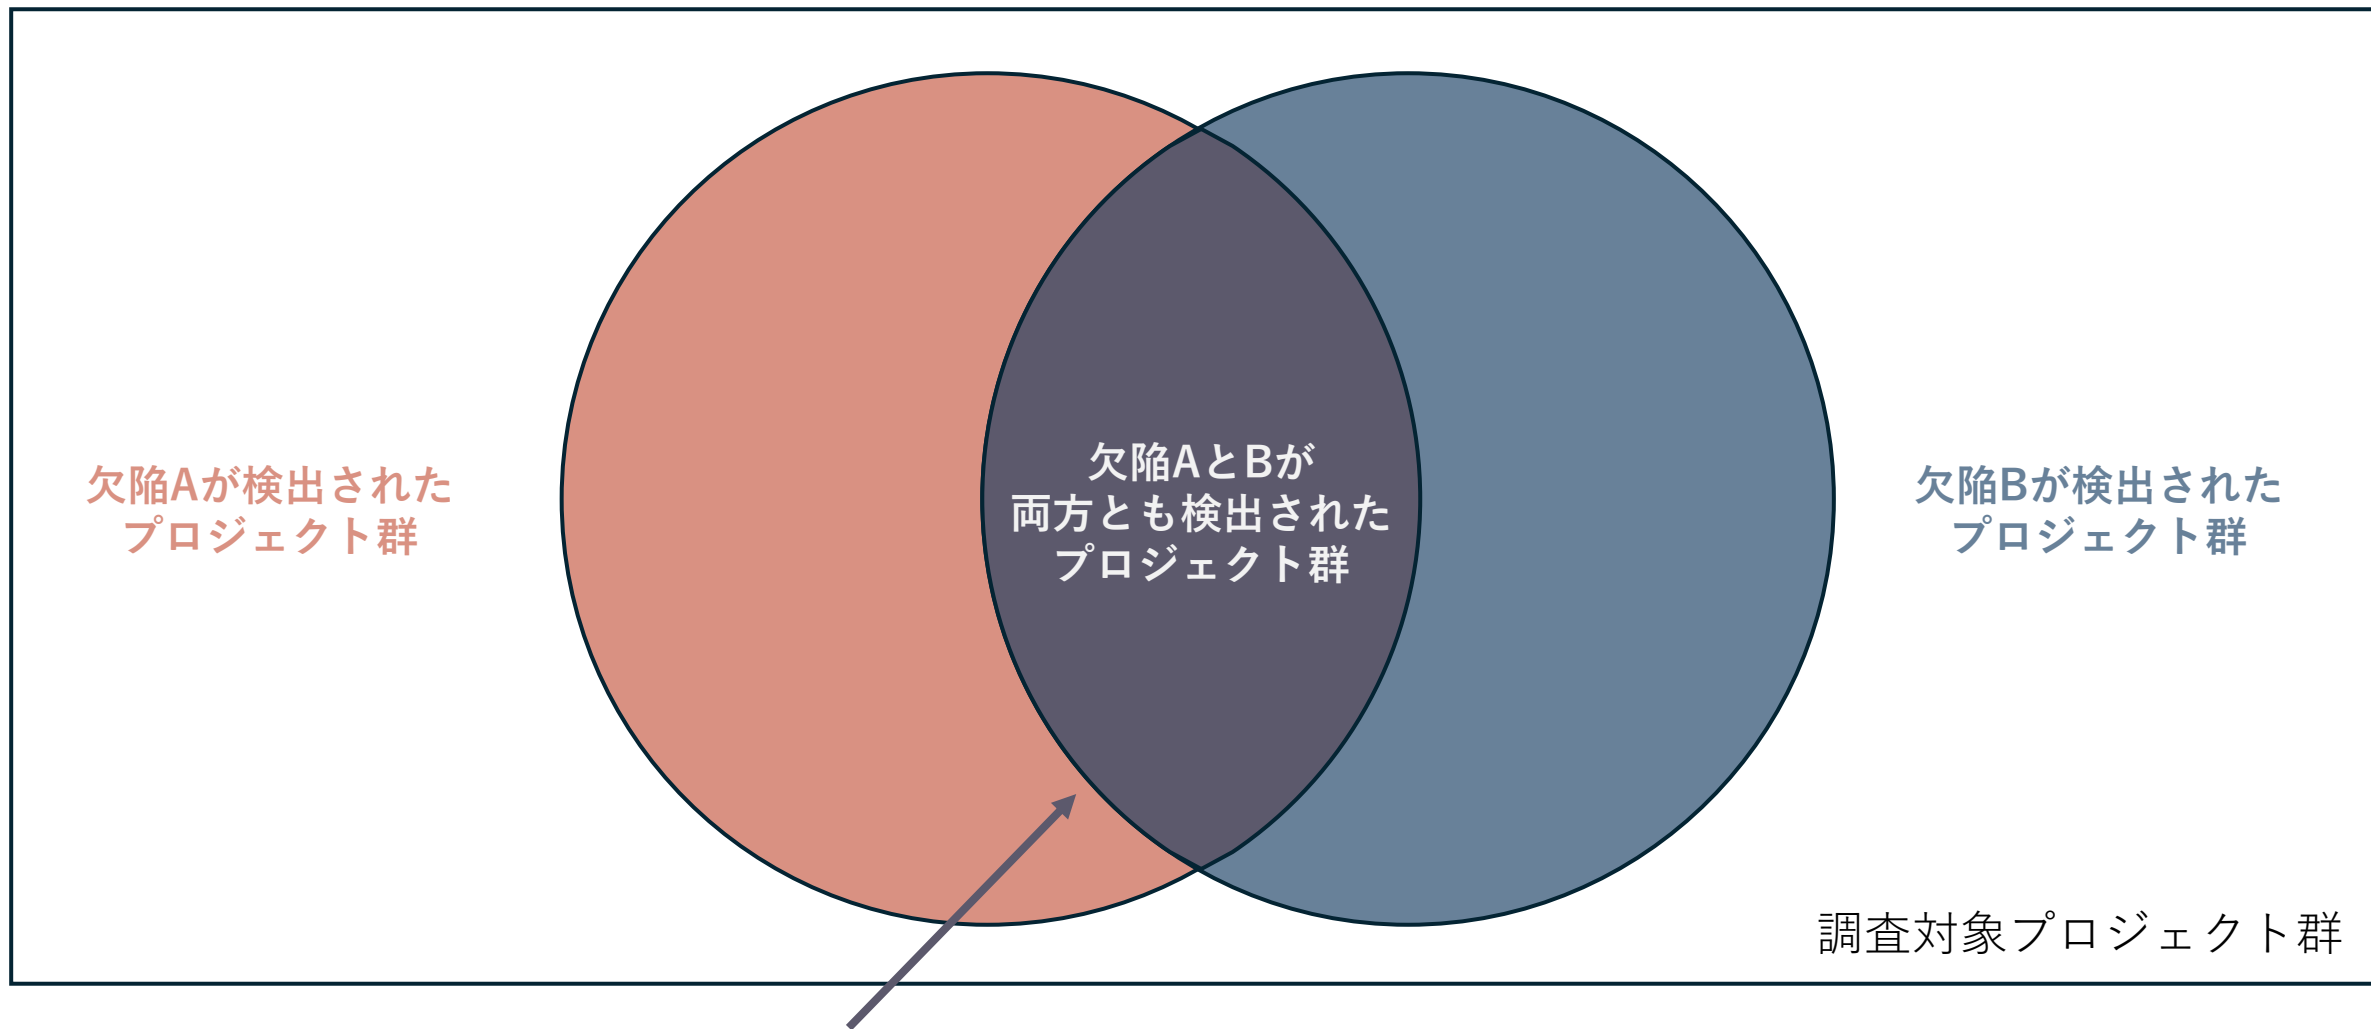 欠陥Aが検出された
プロジェクト群
欠陥AとBが
両方とも検出された
プロジェクト群
欠陥Bが検出された
プロジェクト群
調査対象プロジェクト群